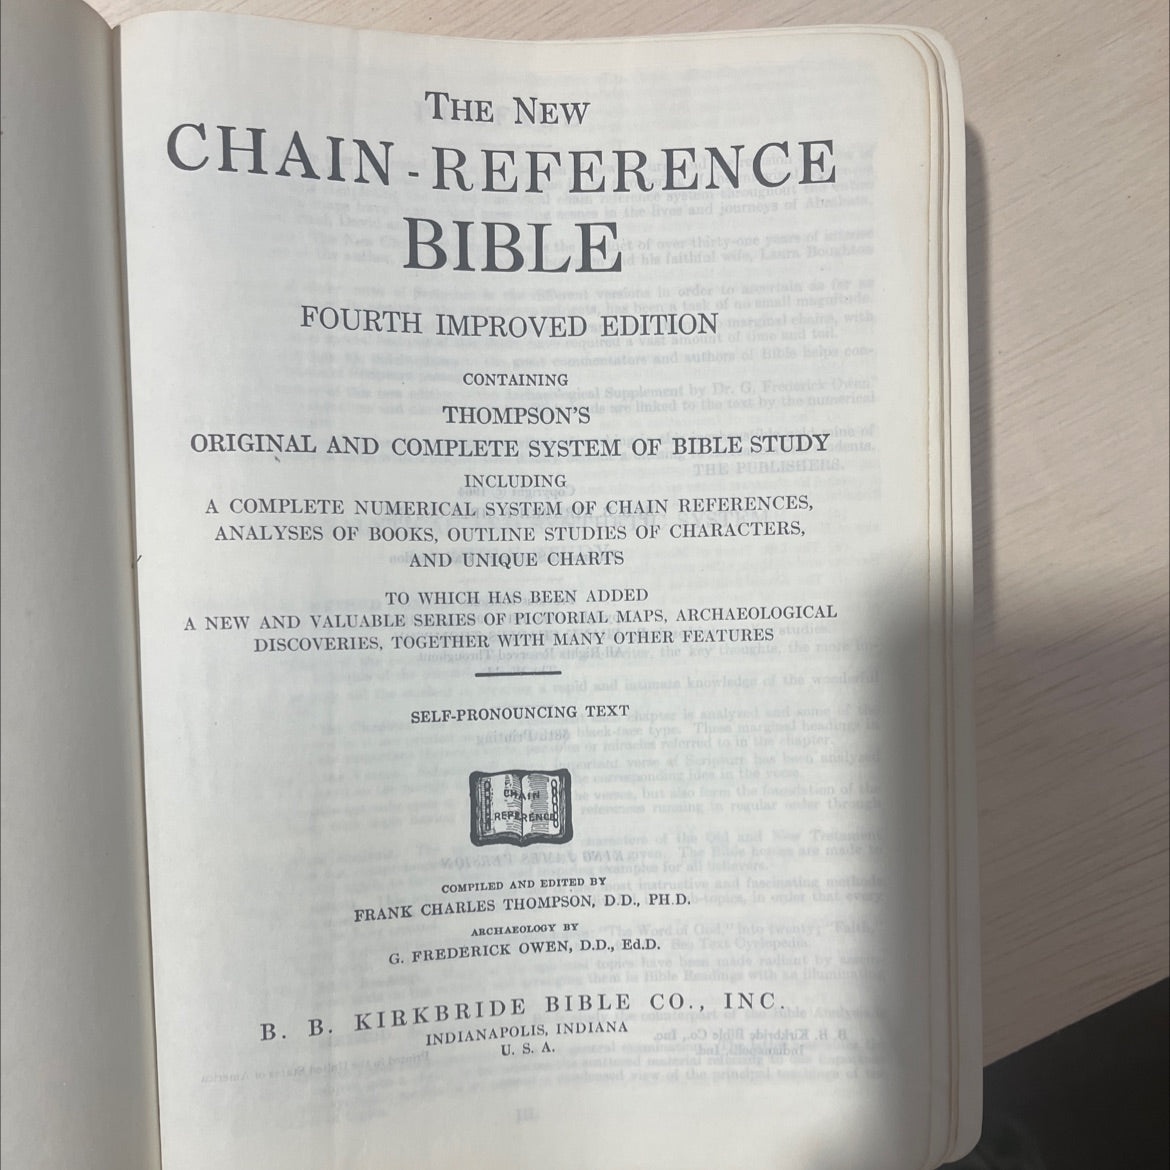 THE NEW
CHAIN-REFERENCE
BIBLE
FOURTH IMPROVED EDITION
CONTAINING
THOMPSON'S
ORIGINAL AND COMPLETE SYSTEM OF BIBLE STUDY
INCLUDING
A COMPLETE NUMERICAL SYSTEM OF CHAIN REFERENCES,
ANALYSES OF BOOKS, OUTLINE STUDIES OF CHARACTERS,
AND UNIQUE CHARTS
TO WHICH HAS BEEN ADDED
A NEW AND VALUABLE SERIES OF PICTORIAL MAPS, ARCHAEOLOGICAL
DISCOVERIES, TOGETHER WITH MANY OTHER FEATURES
SELF-PRONOUNCING TEXT
CHAIN
REFERENCE
COMPILED AND EDITED BY
FRANK CHARLES THOMPSON, D.D., PH.D.
ARCHAEOLOGY BY
G. FREDERICK OWEN, D.D., Ed.D.
B. B. KIRKBRIDE BIBLE CO., INC.
INDIANAPOLIS, INDIANA
U. S. A.